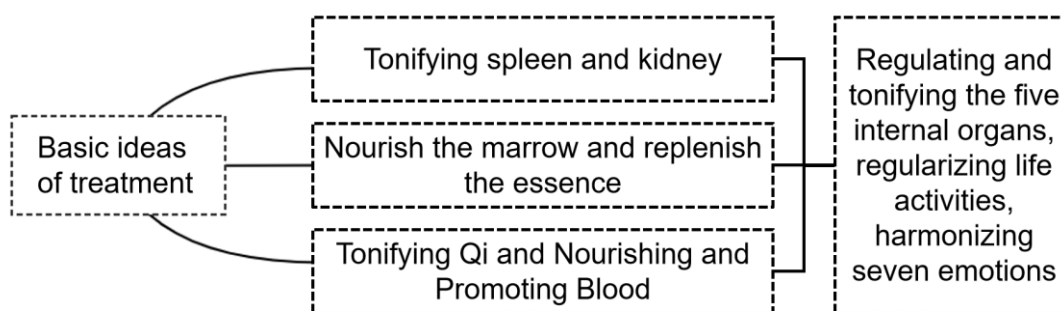 Basic ideas
of treatment
Tonifying spleen and kidney
Nourish the marrow and replenish
the essence
Tonifying Qi and Nourishing and
Promoting Blood
Regulating and
tonifying the five
internal organs,
regularizing life
activities,
harmonizing
seven emotions